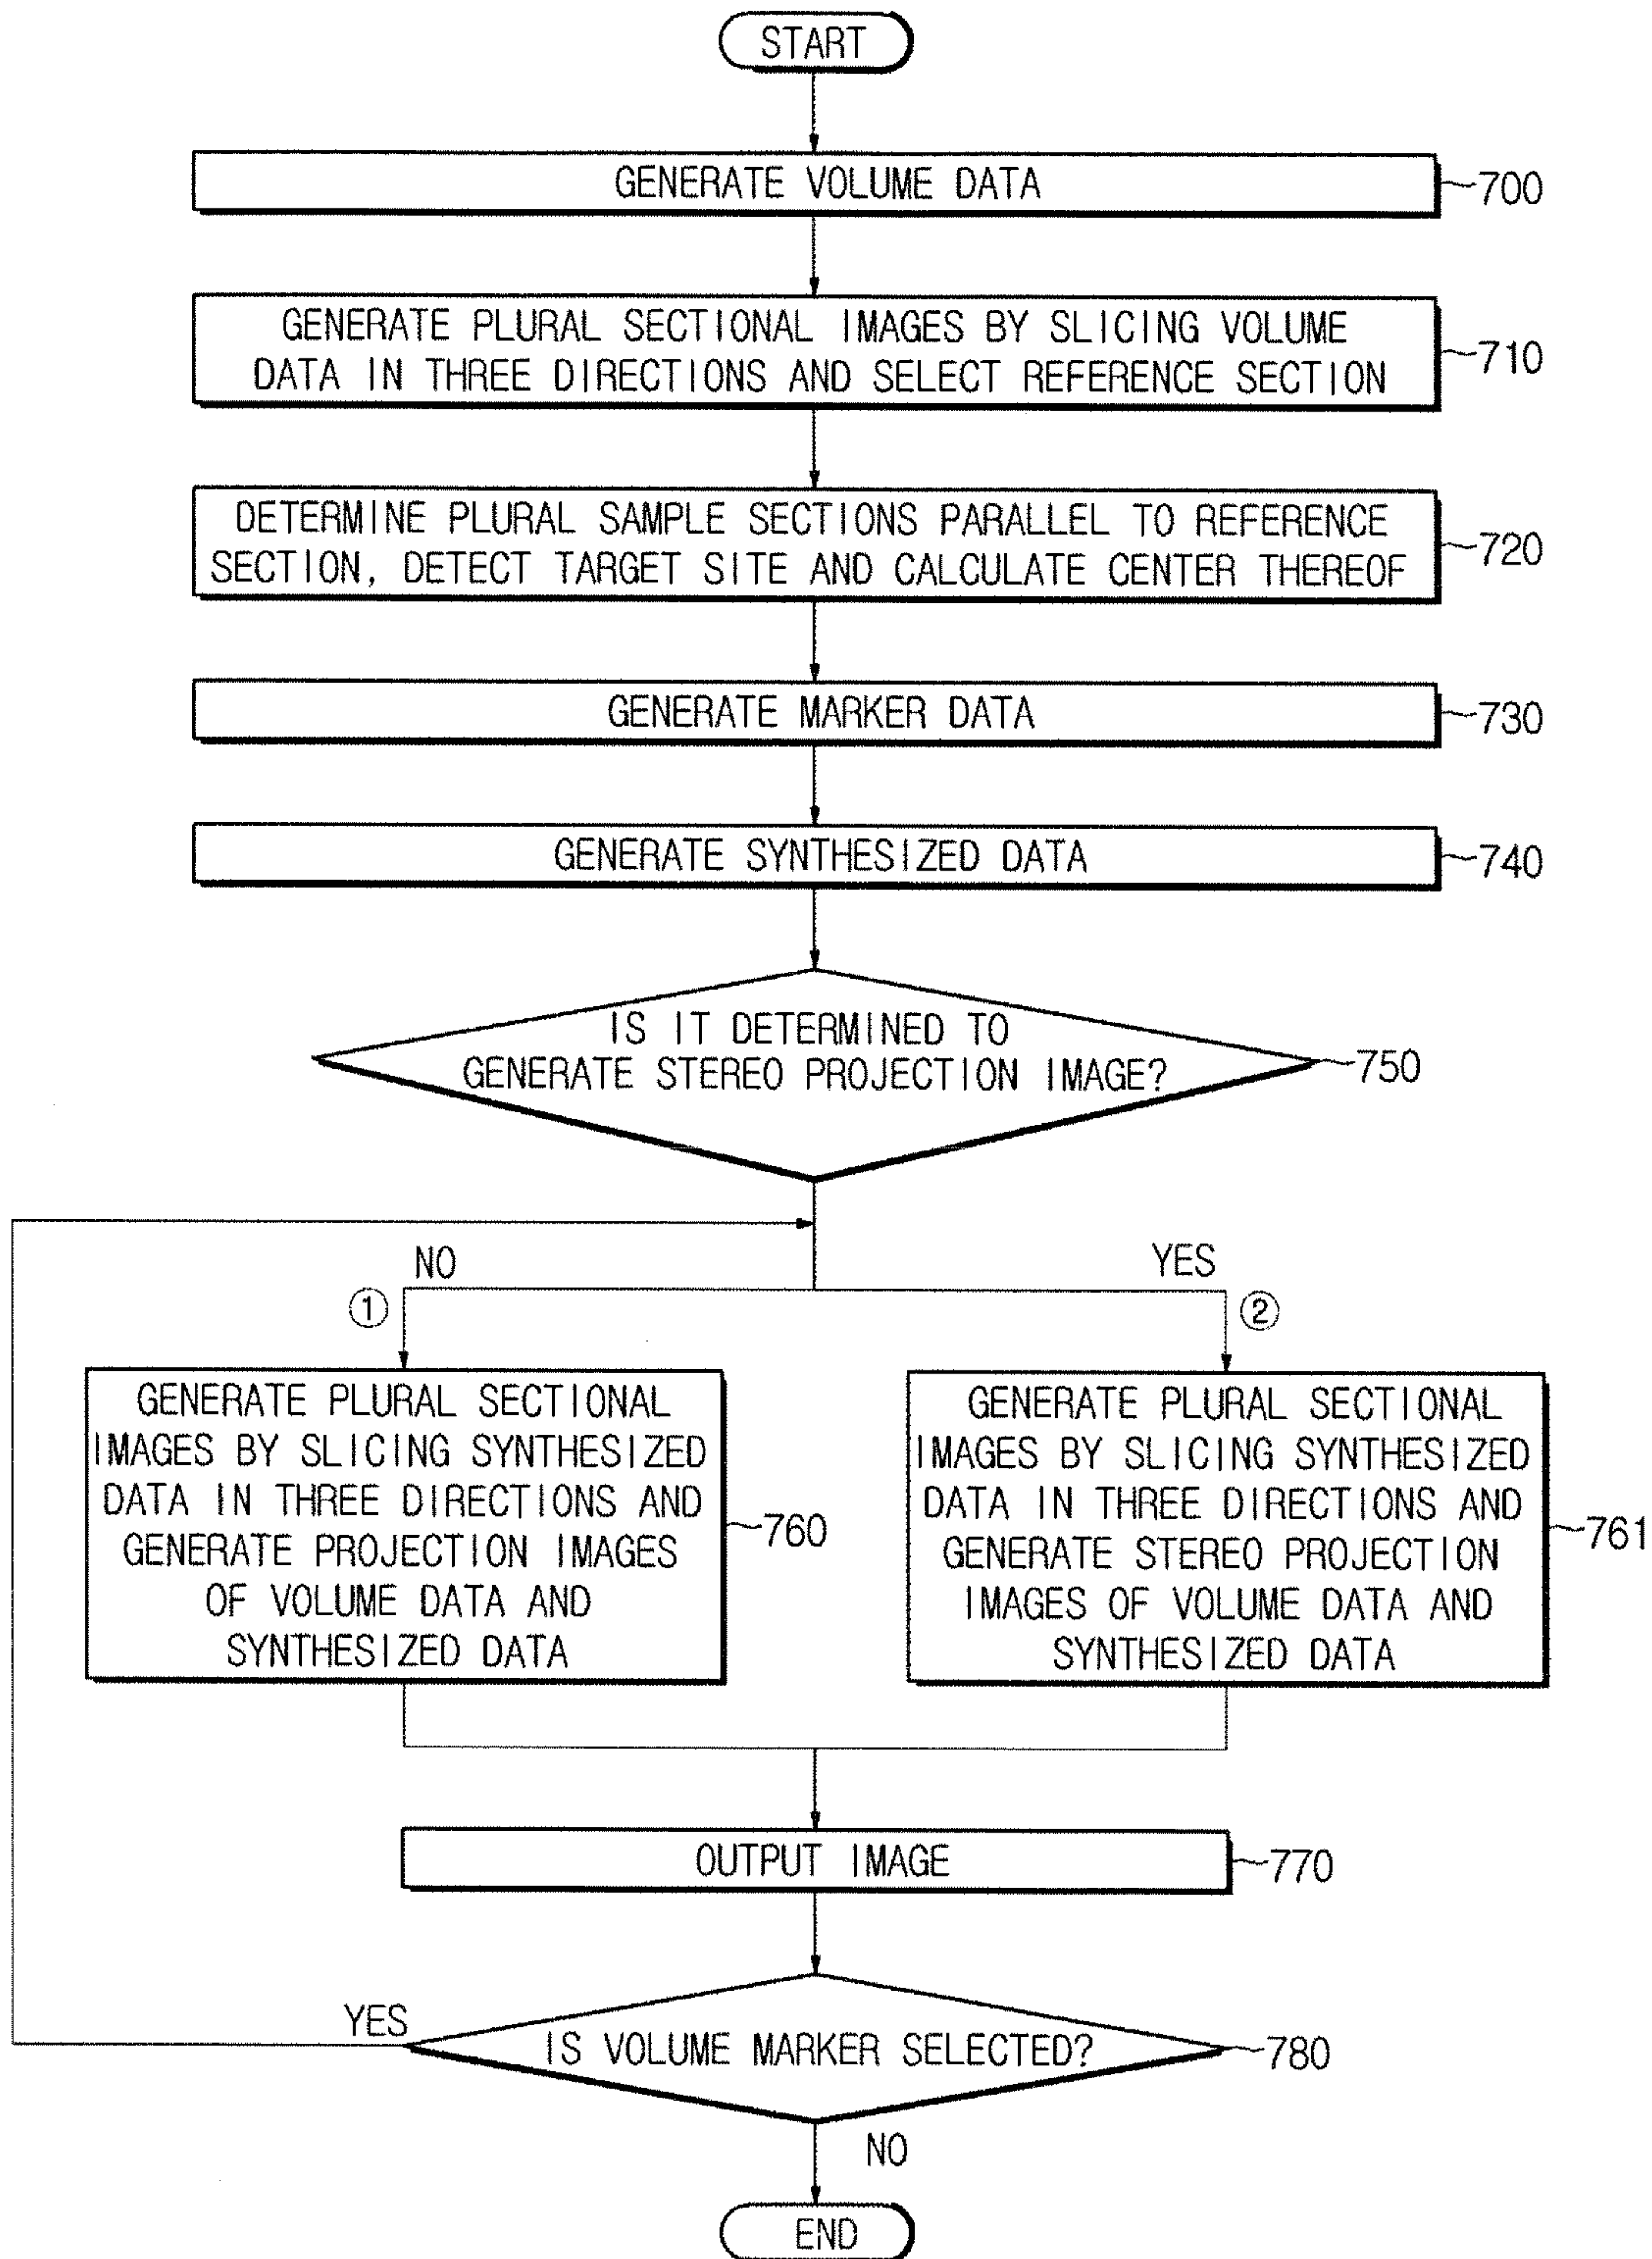 START
GENERATE VOLUME DATA
700
GENERATE PLURAL SECTIONAL IMAGES BY SLICING VOLUME
DATA IN THREE DIRECTIONS AND SELECT REFERENCE SECTION
710
DETERMINE PLURAL SAMPLE SECTIONS PARALLEL TO REFERENCE
SECTION, DETECT TARGET SITE AND CALCULATE CENTER THEREOF
720
GENERATE MARKER DATA
730
GENERATE SYNTHESIZED DATA
740
IS IT DETERMINED TO
GENERATE STEREO PROJECTION IMAGE?
750
NO
YES
①
②
GENERATE PLURAL SECTIONAL
IMAGES BY SLICING SYNTHESIZED
DATA IN THREE DIRECTIONS AND
GENERATE PROJECTION IMAGES
OF VOLUME DATA AND
SYNTHESIZED DATA
760
GENERATE PLURAL SECTIONAL
IMAGES BY SLICING SYNTHESIZED
DATA IN THREE DIRECTIONS AND
GENERATE STEREO PROJECTION
IMAGES OF VOLUME DATA AND
SYNTHESIZED DATA
761
OUTPUT IMAGE
770
YES
IS VOLUME MARKER SELECTED?
780
NO
END